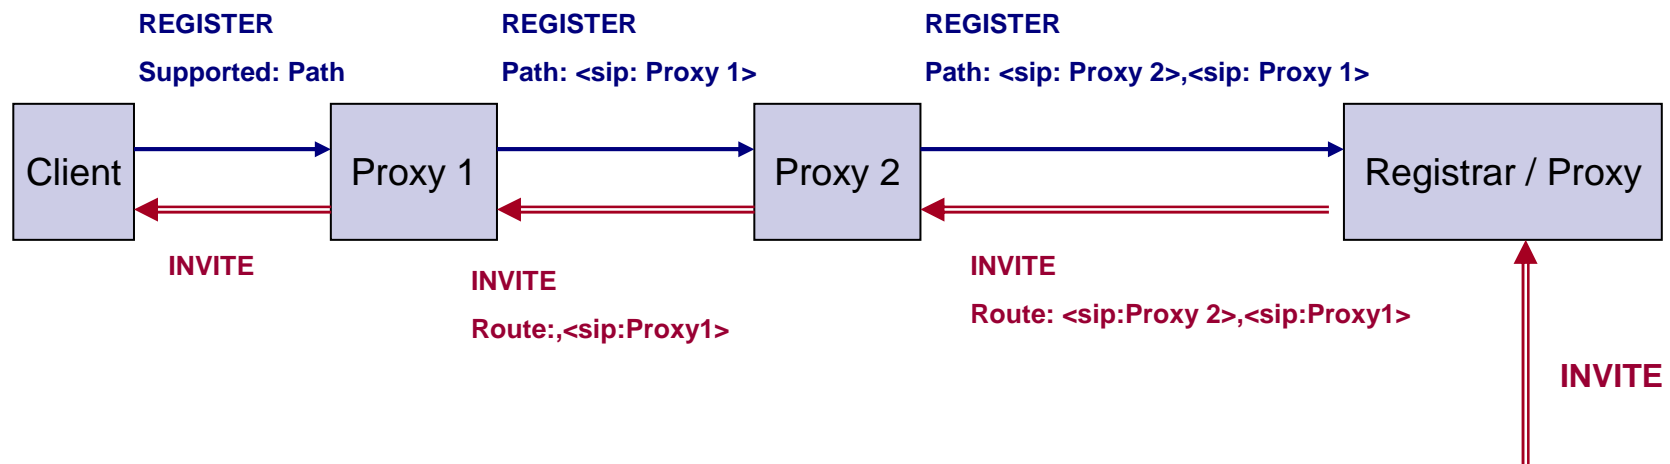 REGISTER
Supported: Path
REGISTER
Path: <sip: Proxy 1>
REGISTER
Path: <sip: Proxy 2>,<sip: Proxy 1>
Client
Proxy 1
Proxy 2
Registrar / Proxy
INVITE
INVITE
Route:,<sip:Proxy1>
INVITE
Route: <sip:Proxy 2>,<sip:Proxy1>
INVITE